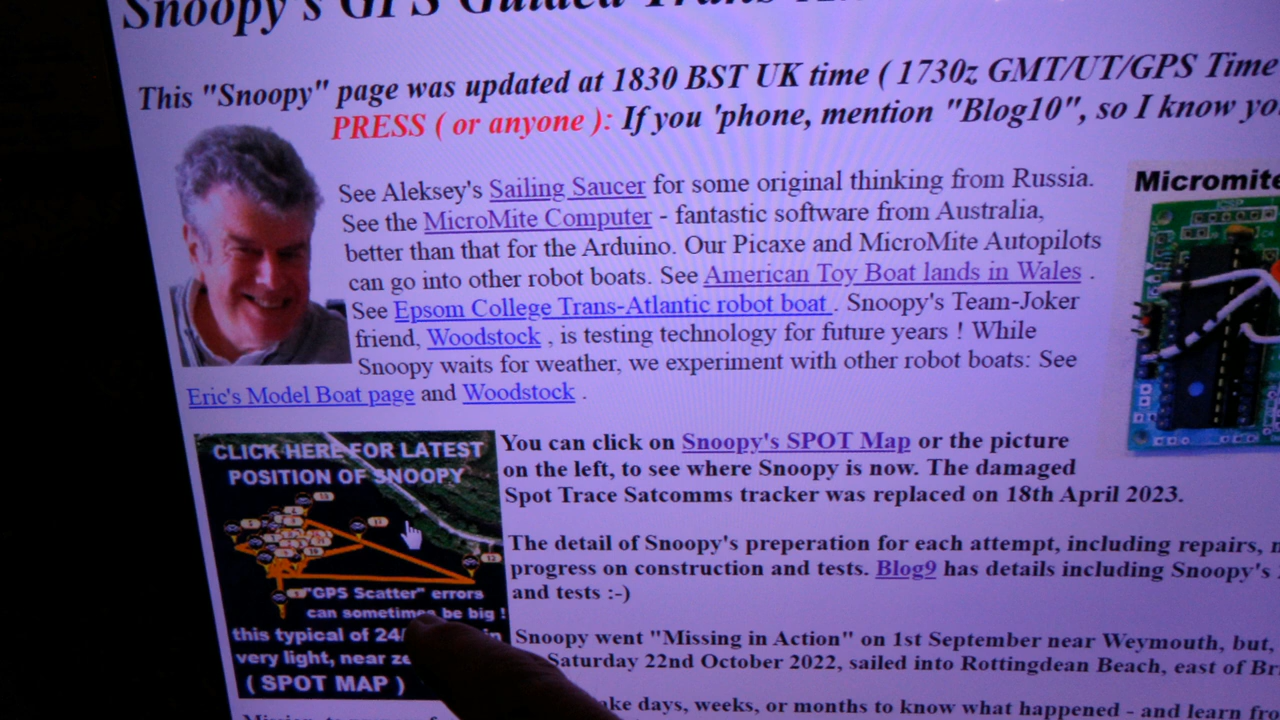 Snoopy's GPS Guided Trans-
This "Snoopy" page was updated at 1830 BST UK time ( 1730z GMT/UT/GPS Time
PRESS ( or anyone ): If you 'phone, mention "Blog10", so I know yo
See Aleksey's Sailing Saucer for some original thinking from Russia.
See the MicroMite Computer - fantastic software from Australia,
better than that for the Arduino. Our Picaxe and MicroMite Autopilots
can go into other robot boats. See American Toy Boat lands in Wales .
See Epsom College Trans-Atlantic robot boat . Snoopy's Team-Joker
friend, Woodstock , is testing technology for future years ! While
Snoopy waits for weather, we experiment with other robot boats: See
Eric's Model Boat page and Woodstock .
Micromite
CLICK HERE FOR LATEST
POSITION OF SNOOPY
"GPS Scatter" errors
can sometimes be big !
this typical of 24/ in
very light, near ze
( SPOT MAP )
You can click on Snoopy's SPOT Map or the picture
on the left, to see where Snoopy is now. The damaged
Spot Trace Satcomms tracker was replaced on 18th April 2023.
The detail of Snoopy's preperation for each attempt, including repairs,
progress on construction and tests. Blog9 has details including Snoopy's
and tests :-)
Snoopy went "Missing in Action" on 1st September near Weymouth, but,
Saturday 22nd October 2022, sailed into Rottingdean Beach, east of Br
ke days, weeks, or months to know what happened - and learn fro